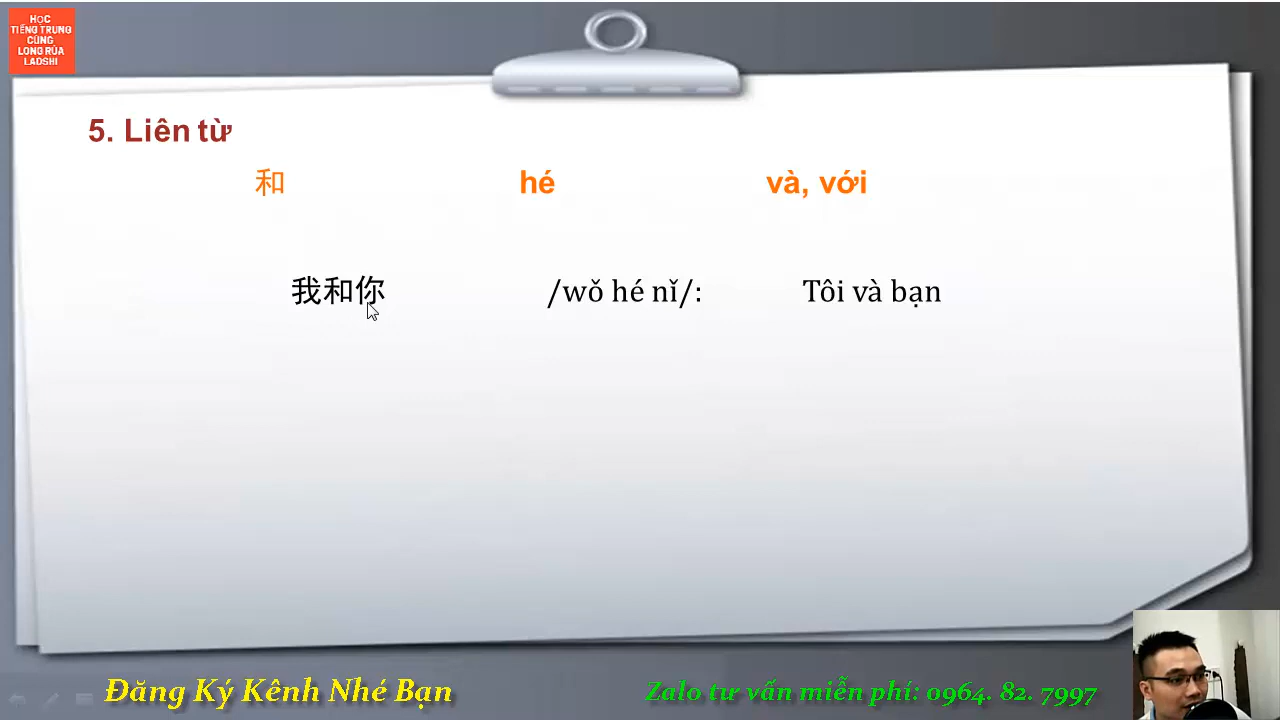 HỌC
TIẾNG TRUNG
CÙNG
LONG RÙA
LAOSHI
5. Liên từ
和 hé và, với
我和你 /wǒ hé nǐ/: Tôi và bạn
Đăng Ký Kênh Nhé Bạn Zalo tư vấn miễn phí: 0964. 82. 7997